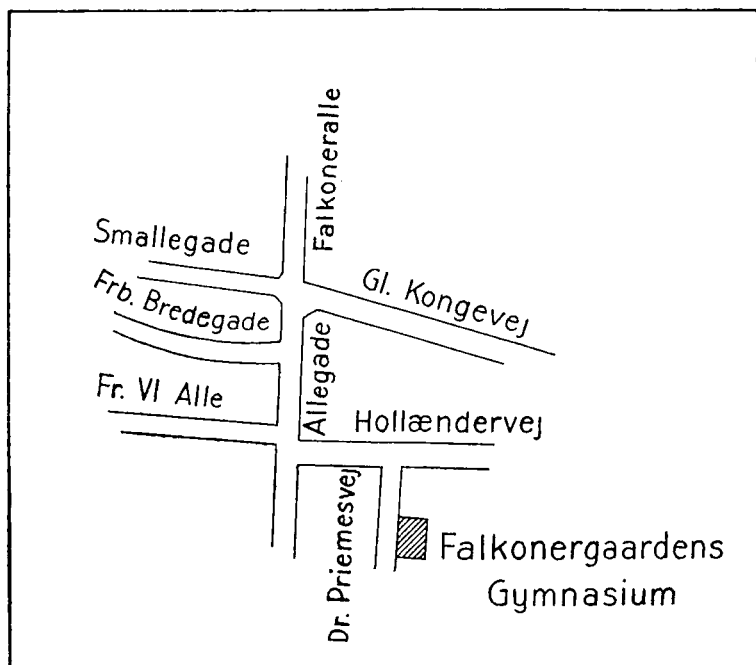 Falkoneralle
Smallegade
Gl. Kongevej
Frb. Bredegade
Allegade
Fr. VI Alle
Hollændervej
Dr. Priemesvej
Falkonergaardens
Gymnasium